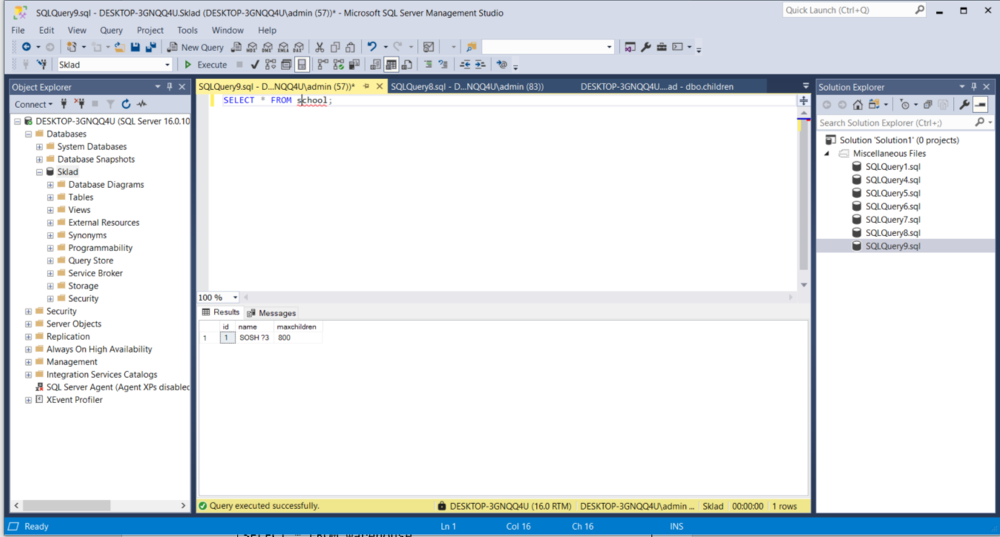 SQLQuery9.sql - DESKTOP-3GNQQ4U.Sklad (DESKTOP-3GNQQ4U\admin (57))* - Microsoft SQL Server Management Studio
Quick Launch (Ctrl+Q)
File Edit View Query Project Tools Window Help
New Query
Sklad
Execute
Object Explorer
Connect
DESKTOP-3GNQQ4U (SQL Server 16.0.10
Databases
System Databases
Database Snapshots
Sklad
Database Diagrams
Tables
Views
External Resources
Synonyms
Programmability
Query Store
Service Broker
Storage
Security
Security
Server Objects
Replication
Always On High Availability
Management
Integration Services Catalogs
SQL Server Agent (Agent XPs disabled
XEvent Profiler
SQLQuery9.sql - D...NQQ4U\admin (57))* SQLQuery8.sql - D...NQQ4U\admin (83)) DESKTOP-3GNQQ4U....ad - dbo.children
SELECT * FROM school;
100 %
Results Messages
id name maxchildren
1 1 SOSH ?3 800
Query executed successfully. DESKTOP-3GNQQ4U (16.0 RTM) DESKTOP-3GNQQ4U\admin ... Sklad 00:00:00 1 rows
Solution Explorer
Search Solution Explorer (Ctrl+;)
Solution 'Solution1' (0 projects)
Miscellaneous Files
SQLQuery1.sql
SQLQuery4.sql
SQLQuery5.sql
SQLQuery6.sql
SQLQuery7.sql
SQLQuery8.sql
SQLQuery9.sql
Ready Ln 1 Col 16 Ch 16 INS
SELECT * FROM warehouse